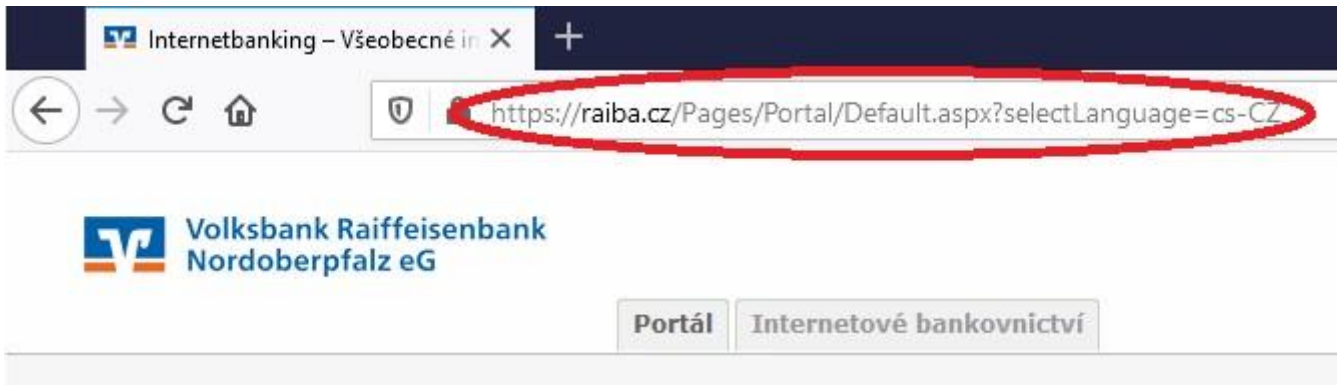 Internetbanking – Všeobecné in
https://raiba.cz/Pages/Portal/Default.aspx?selectLanguage=cs-CZ
Volksbank Raiffeisenbank
Nordoberpfalz eG
Portál Internetové bankovnictví